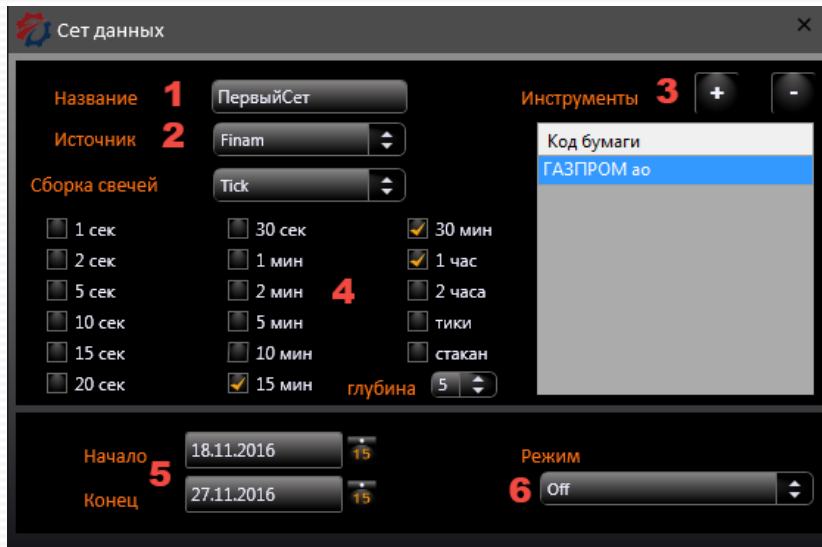 Сет данных
Название 1 ПервыйСет
Инструменты 3 + -
Источник 2 Finam
Код бумаги
Сборка свечей Tick
ГАЗПРОМ ао
1 сек 30 сек 30 мин
2 сек 1 мин 1 час
5 сек 2 мин 4 2 часа
10 сек 5 мин тики
15 сек 10 мин стакан
20 сек 15 мин глубина 5
Начало 18.11.2016 15
5
Режим
Конец 27.11.2016 15
6 Off